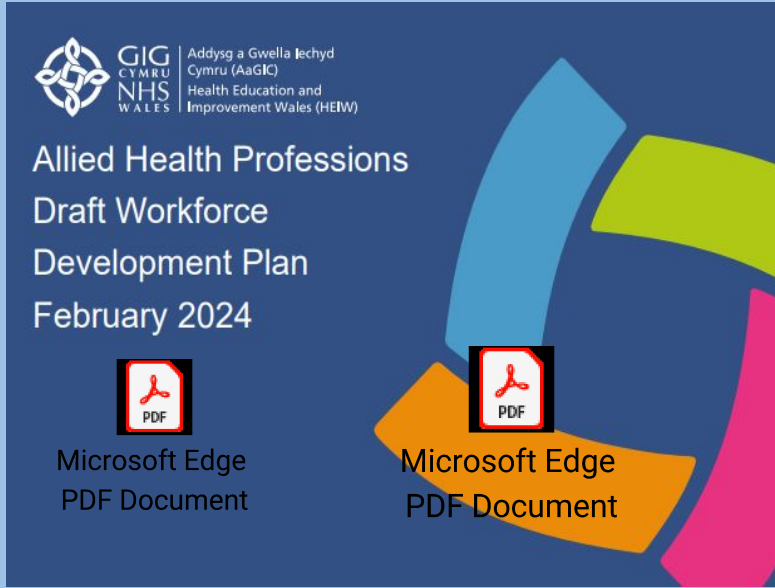 GIG
CYMRU
NHS
WALES
Addysg a Gwella Iechyd
Cymru (AaGIC)
Health Education and
Improvement Wales (HEIW)
Allied Health Professions
Draft Workforce
Development Plan
February 2024
PDF
Microsoft Edge
PDF Document
PDF
Microsoft Edge
PDF Document